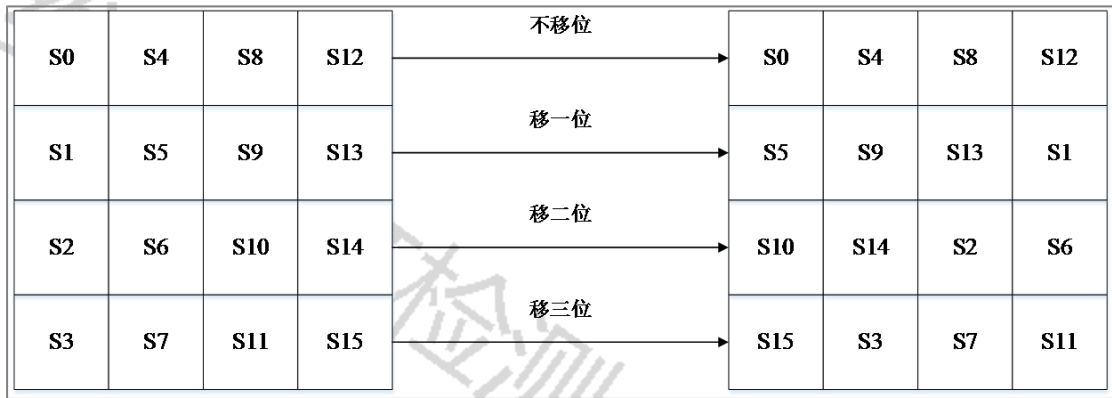 不移位
S0 S4 S8 S12 S0 S4 S8 S12
移一位
S1 S5 S9 S13 S5 S9 S13 S1
移二位
S2 S6 S10 S14 S10 S14 S2 S6
移三位
S3 S7 S11 S15 S15 S3 S7 S11
检测